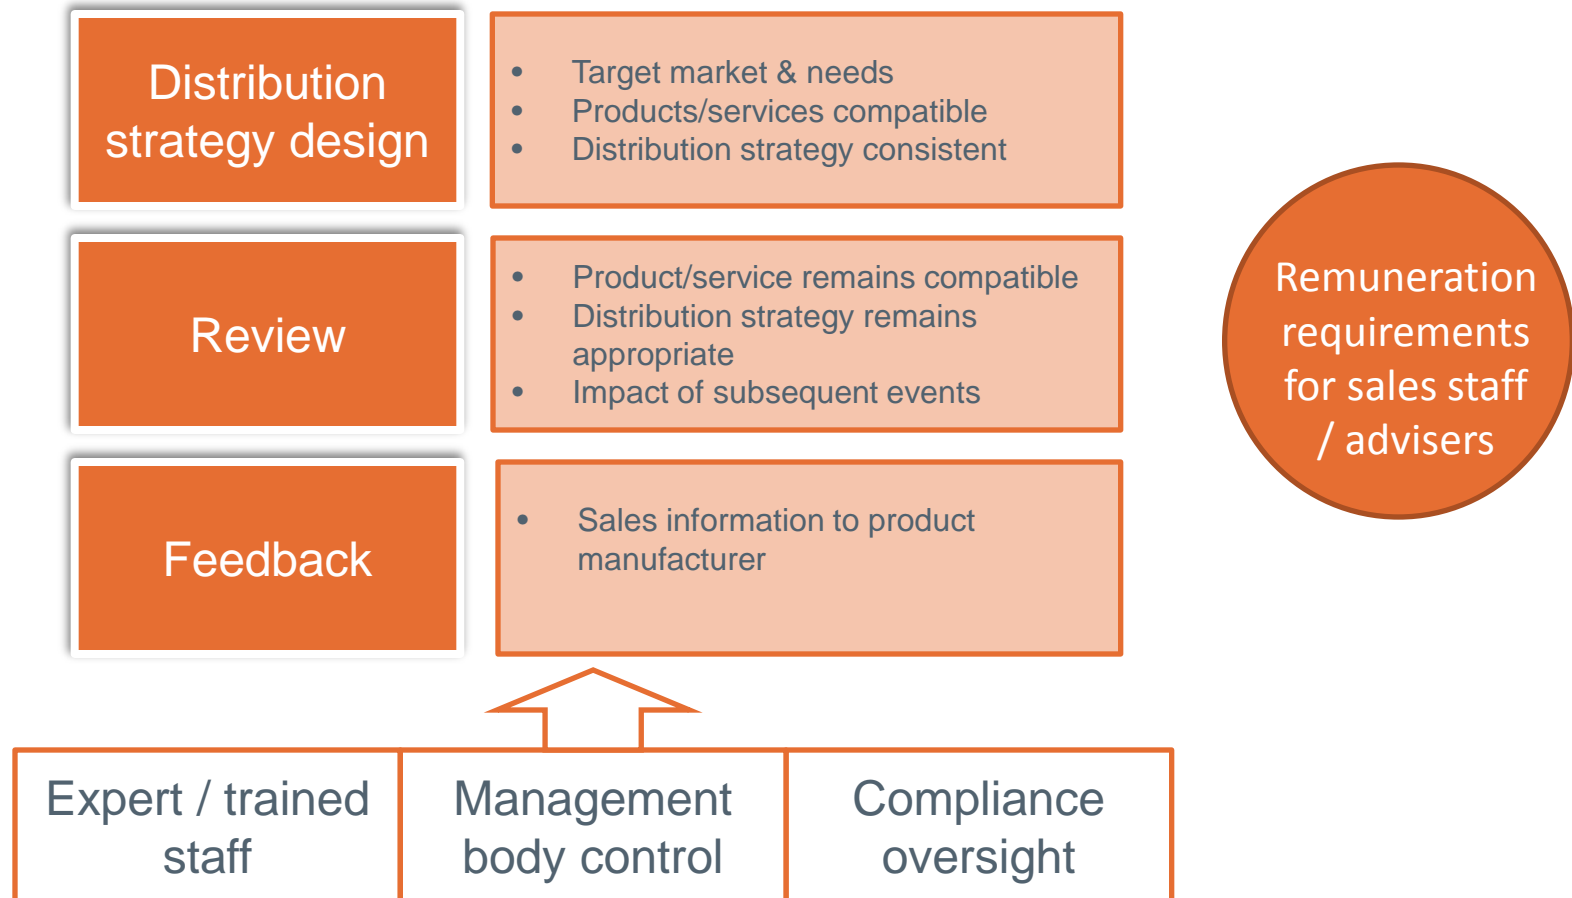 Distribution
strategy design
• Target market & needs
• Products/services compatible
• Distribution strategy consistent
Review
• Product/service remains compatible
• Distribution strategy remains
appropriate
• Impact of subsequent events
Feedback
• Sales information to product
manufacturer
Remuneration
requirements
for sales staff
/ advisers
Expert / trained
staff
Management
body control
Compliance
oversight